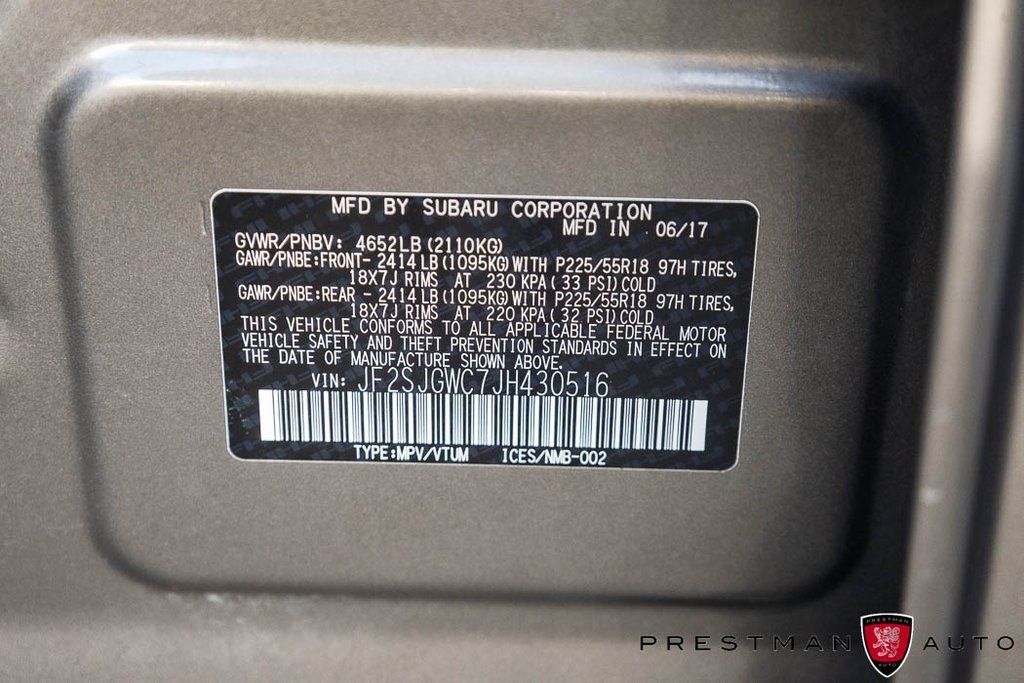 MFD BY SUBARU CORPORATION
MFD IN 06/17
GVWR/PNBV: 4652LB (2110KG)
GAWR/PNBE:FRONT- 2414LB (1095KG) WITH P225/55R18 97H TIRES,
18X7J RIMS AT 230 KPA (33 PSI) COLD
GAWR/PNBE:REAR - 2414LB (1095KG) WITH P225/55R18 97H TIRES,
18X7J RIMS AT 220 KPA (32 PSI) COLD
THIS VEHICLE CONFORMS TO ALL APPLICABLE FEDERAL MOTOR
VEHICLE SAFETY AND THEFT PREVENTION STANDARDS IN EFFECT ON
THE DATE OF MANUFACTURE SHOWN ABOVE.
VIN: JF2SJGWC7JH430516
TYPE:MPV/VTUM ICES/NMB-002
PRESTMAN AUTO
PRESTMAN
AUTO